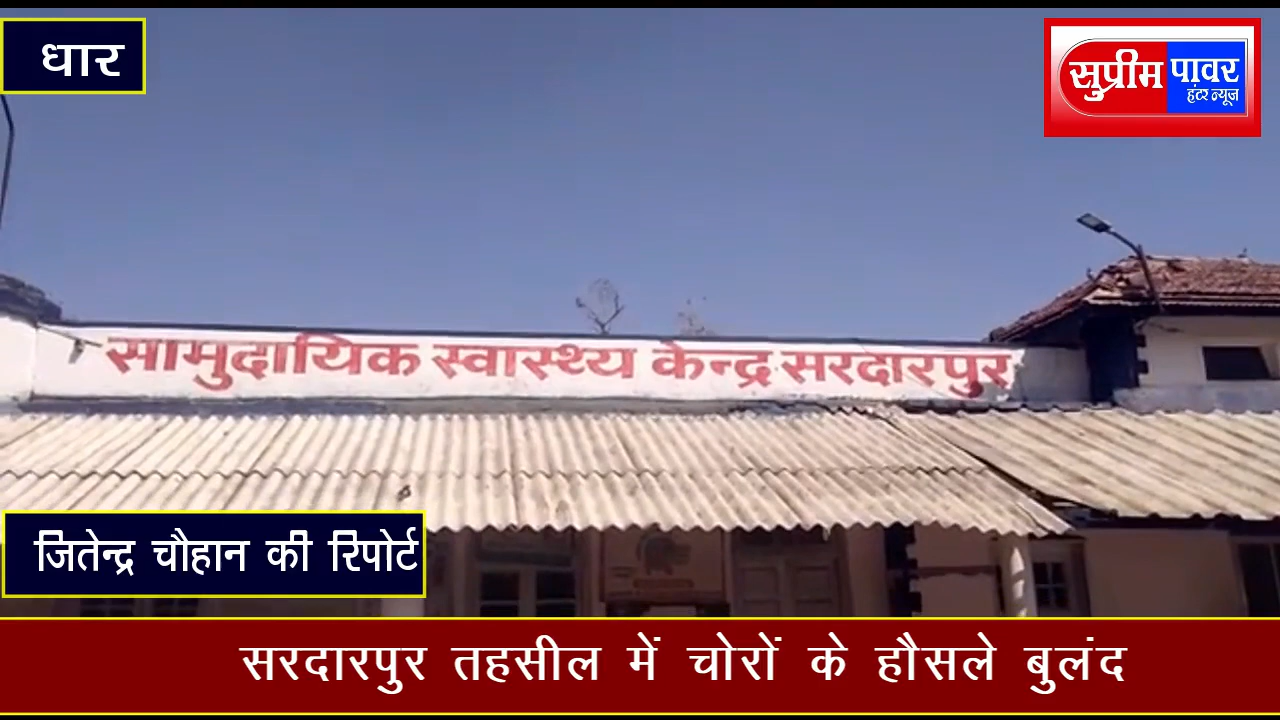 धार
सुप्रीम पावर
हंटर न्यूज
सामुदायिक स्वास्थ्य केन्द्र सरदारपुर
जितेन्द्र चौहान की रिपोर्ट
सरदारपुर तहसील में चोरों के हौसले बुलंद